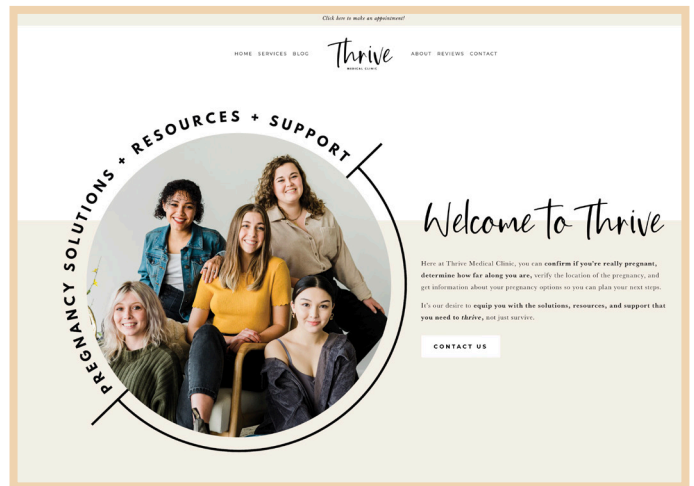 Click here to make an appointment!
HOME SERVICES BLOG
Thrive
MEDICAL CLINIC
ABOUT REVIEWS CONTACT
PREGNANCY SOLUTIONS + RESOURCES + SUPPORT
Welcome to Thrive
Here at Thrive Medical Clinic, you can confirm if you're really pregnant,
determine how far along you are, verify the location of the pregnancy, and
get information about your pregnancy options so you can plan your next steps.
It's our desire to equip you with the solutions, resources, and support that
you need to thrive, not just survive.
CONTACT US